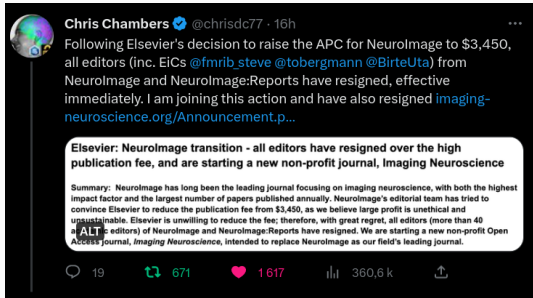 Chris Chambers @chrisdc77 · 16h
Following Elsevier's decision to raise the APC for NeuroImage to $3,450,
all editors (inc. EiCs @fmrib_steve @tobergmann @BirteUta) from
NeuroImage and NeuroImage:Reports have resigned, effective
immediately. I am joining this action and have also resigned imaging-
neuroscience.org/Announcement.p...
Elsevier: NeuroImage transition - all editors have resigned over the high
publication fee, and are starting a new non-profit journal, Imaging Neuroscience
Summary: NeuroImage has long been the leading journal focusing on imaging neuroscience, with both the highest
impact factor and the largest number of papers published annually. NeuroImage's editorial team has tried to
convince Elsevier to reduce the publication fee from $3,450, as we believe large profit is unethical and
unsustainable. Elsevier is unwilling to reduce the fee; therefore, with great regret, all editors (more than 40
editors) of NeuroImage and NeuroImage:Reports have resigned. We are starting a new non-profit Open
Access journal, Imaging Neuroscience, intended to replace NeuroImage as our field's leading journal.
ALT
19 671 1 617 360,6 k